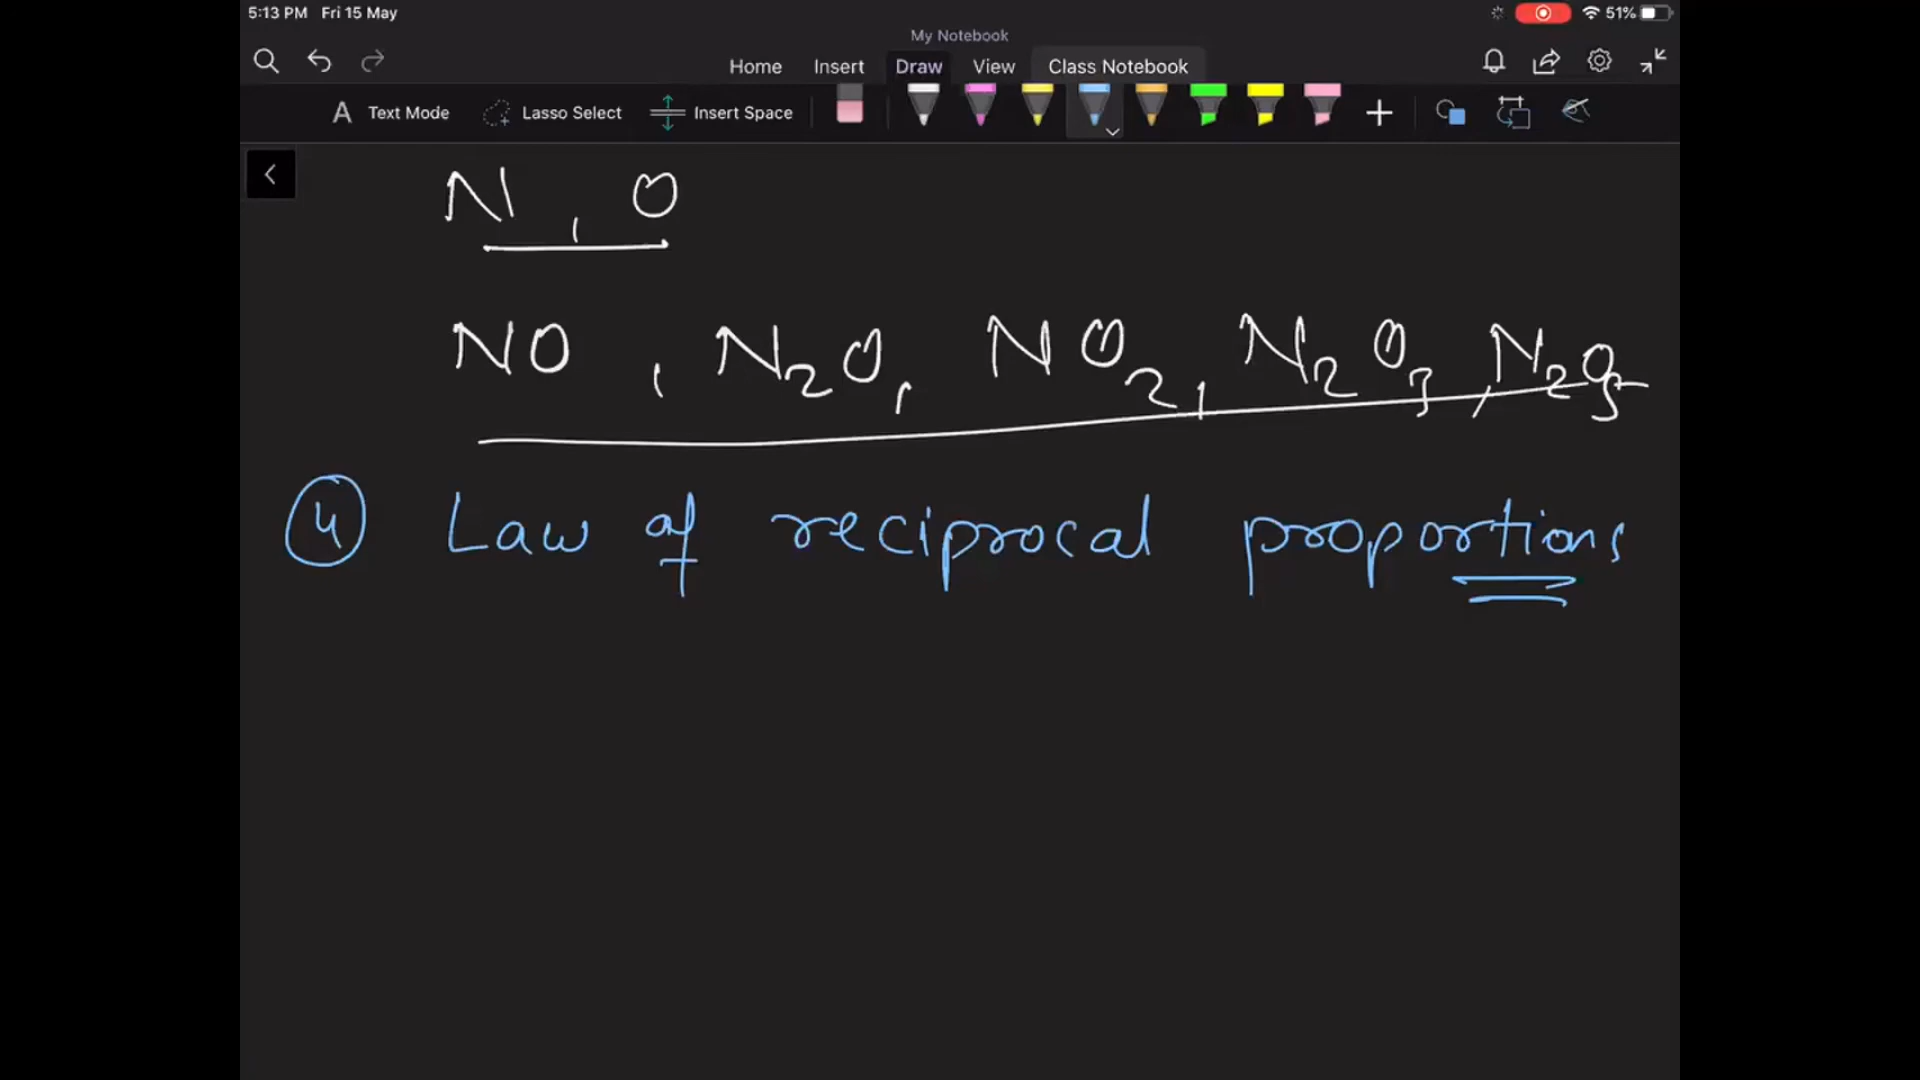 5:13 PM Fri 15 May 51%
My Notebook
Home Insert Draw View Class Notebook
A Text Mode Lasso Select Insert Space
N, O
NO, N₂O, NO₂, N₂O₃, N₂O₅
④ Law of reciprocal proportions